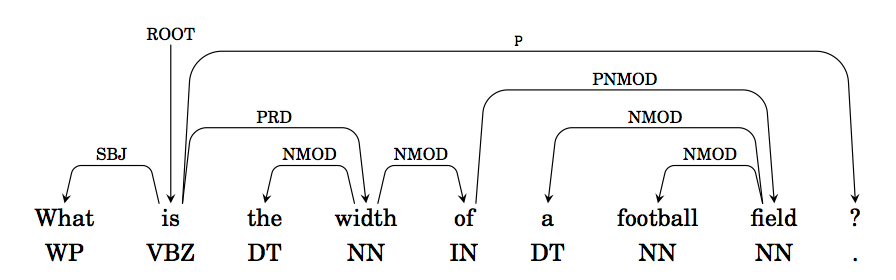 ROOT
P
PNMOD
PRD NMOD
SBJ NMOD NMOD NMOD
What is the width of a football field ?
WP VBZ DT NN IN DT NN NN .